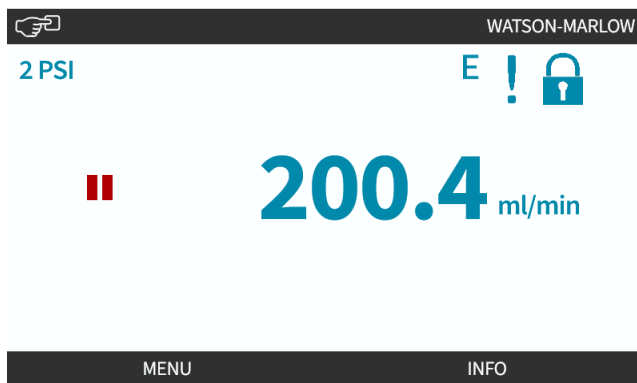 WATSON-MARLOW
2 PSI
E !
200.4 ml/min
MENU INFO